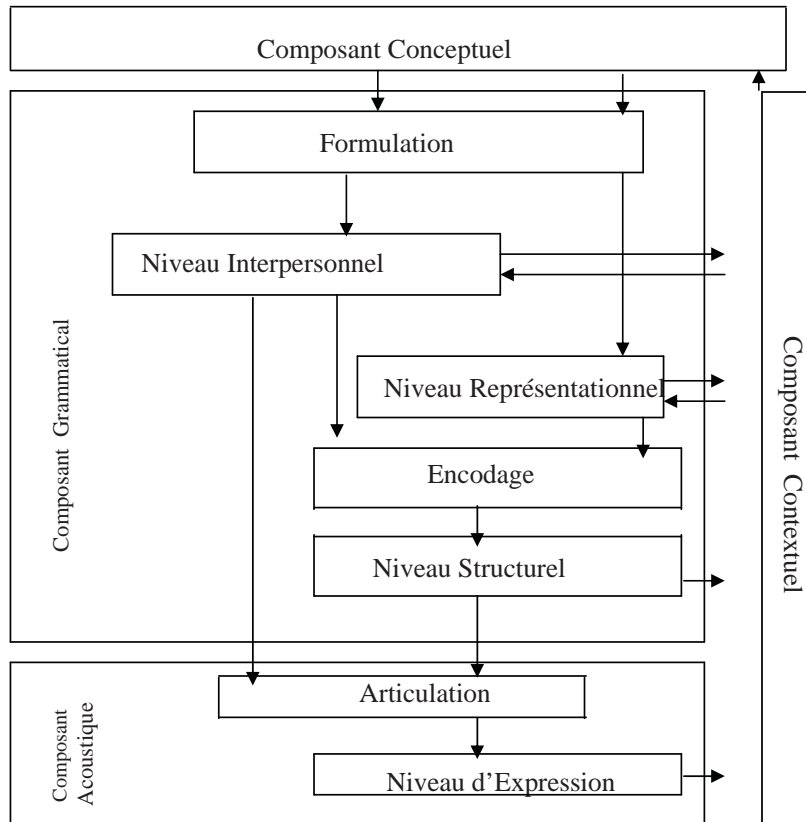 Composant Conceptuel
Formulation
Niveau Interpersonnel
Niveau Représentationnel
Encodage
Niveau Structurel
Composant Grammatical
Composant Contextuel
Articulation
Niveau d’Expression
Composant
Acoustique